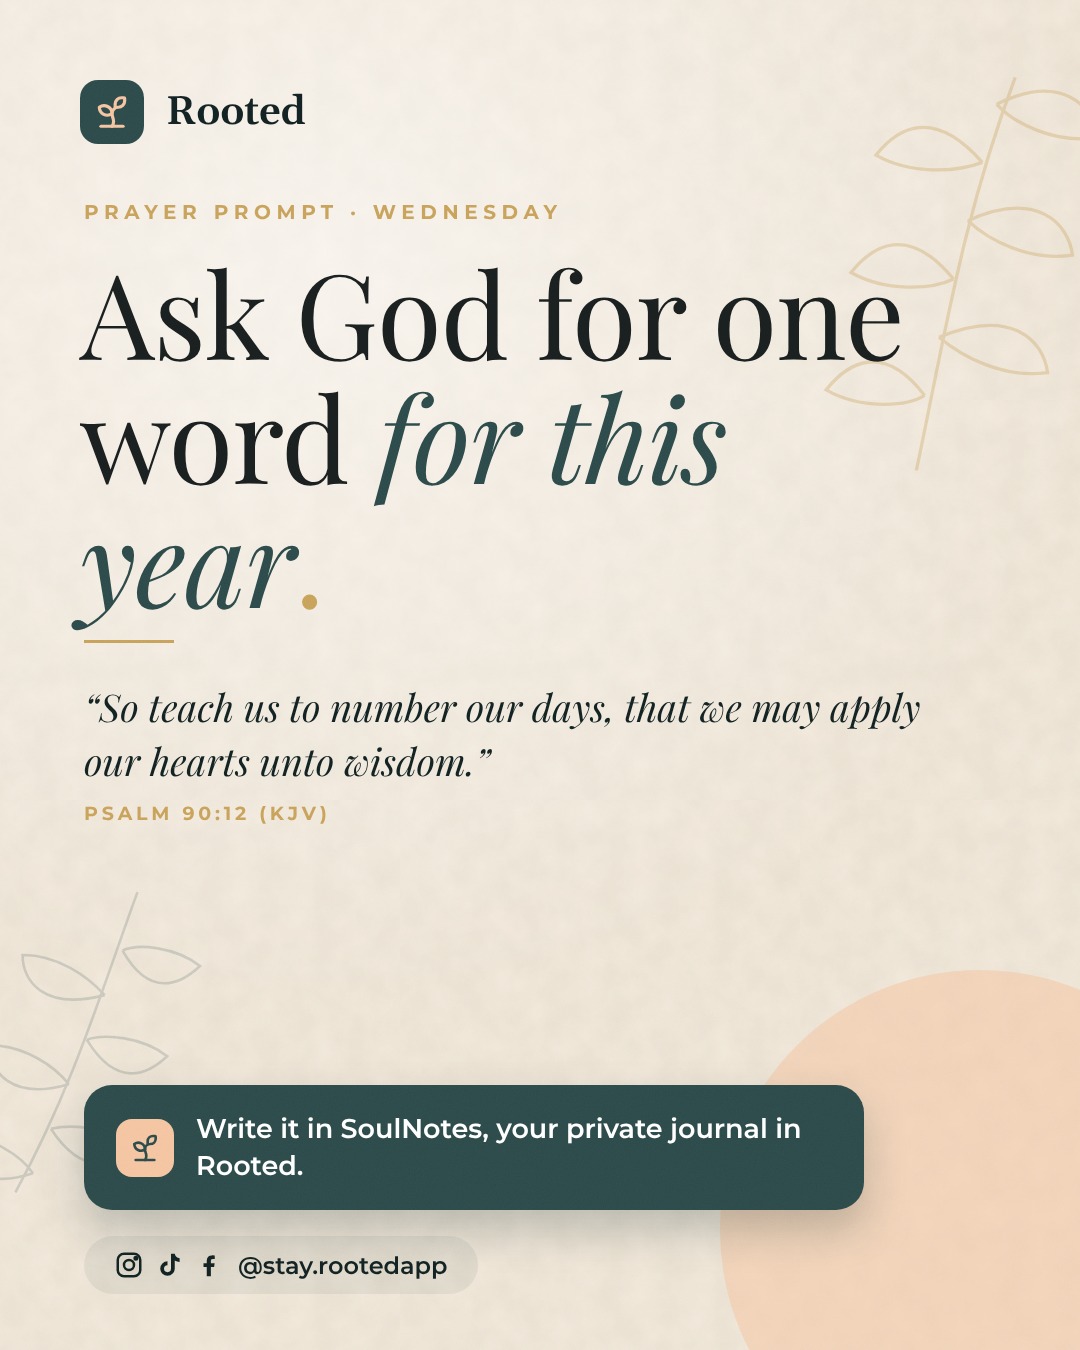 Rooted
PRAYER PROMPT · WEDNESDAY
Ask God for one
word for this
year.
“So teach us to number our days, that we may apply
our hearts unto wisdom.”
PSALM 90:12 (KJV)
Write it in SoulNotes, your private journal in
Rooted.
@stay.rootedapp